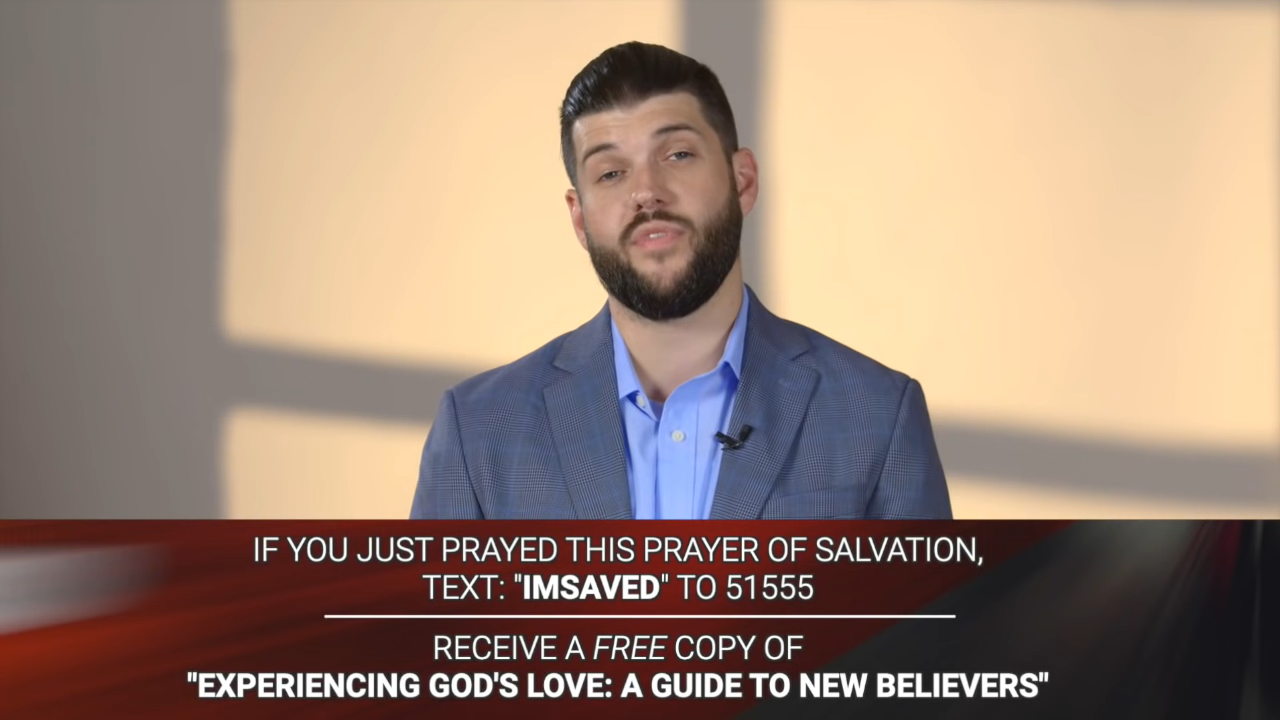 IF YOU JUST PRAYED THIS PRAYER OF SALVATION,
TEXT: "IMSAVED" TO 51555
RECEIVE A FREE COPY OF
"EXPERIENCING GOD'S LOVE: A GUIDE TO NEW BELIEVERS"